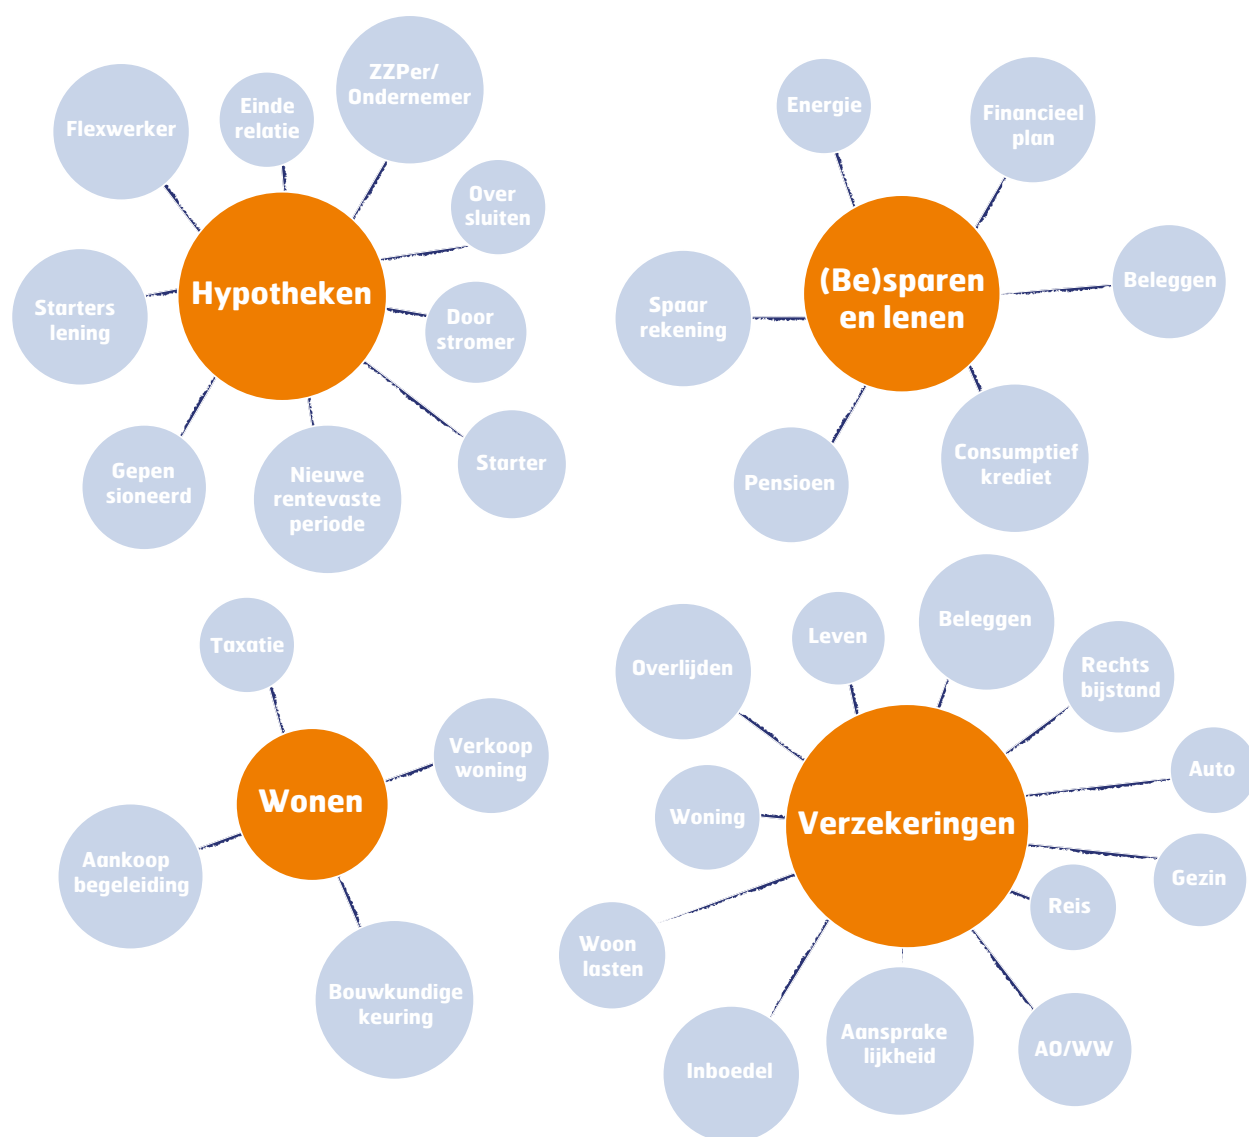 ZZPer/
Ondernemer
Einde
relatie
Flexwerker
Over
sluiten
Hypotheken
Starters
lening
Door
stromer
Gepen
sioneerd
Nieuwe
rentevaste
periode
Starter
Energie
Financieel
plan
(Be)sparen
en lenen
Beleggen
Spaar
rekening
Consumptief
krediet
Pensioen
Taxatie
Verkoop
woning
Wonen
Aankoop
begeleiding
Bouwkundige
keuring
Leven
Beleggen
Overlijden
Rechts
bijstand
Auto
Woning
Verzekeringen
Gezin
Reis
Woon
lasten
Aansprake
lijkheid
AO/WW
Inboedel